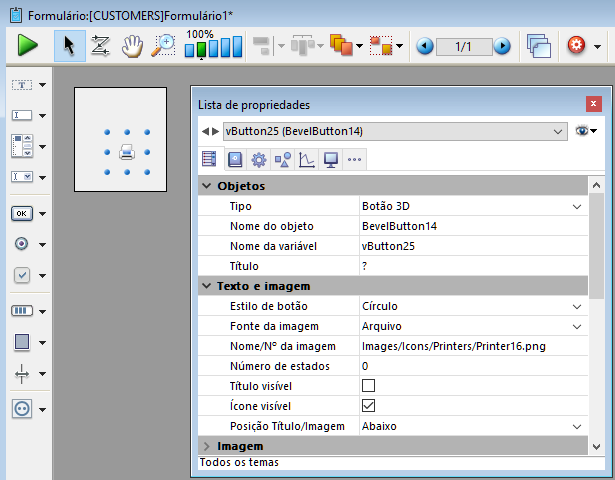 Formulário:[CUSTOMERS]Formulário1*
100%
1/1
T
OK
Lista de propriedades
x
vButton25 (BevelButton14)
Objetos
Tipo Botão 3D
Nome do objeto BevelButton14
Nome da variável vButton25
Título ?
Texto e imagem
Estilo de botão Círculo
Fonte da imagem Arquivo
Nome/Nº da imagem Images/Icons/Printers/Printer16.png
Número de estados 0
Título visível
Ícone visível
Posição Título/Imagem Abaixo
Imagem
Todos os temas